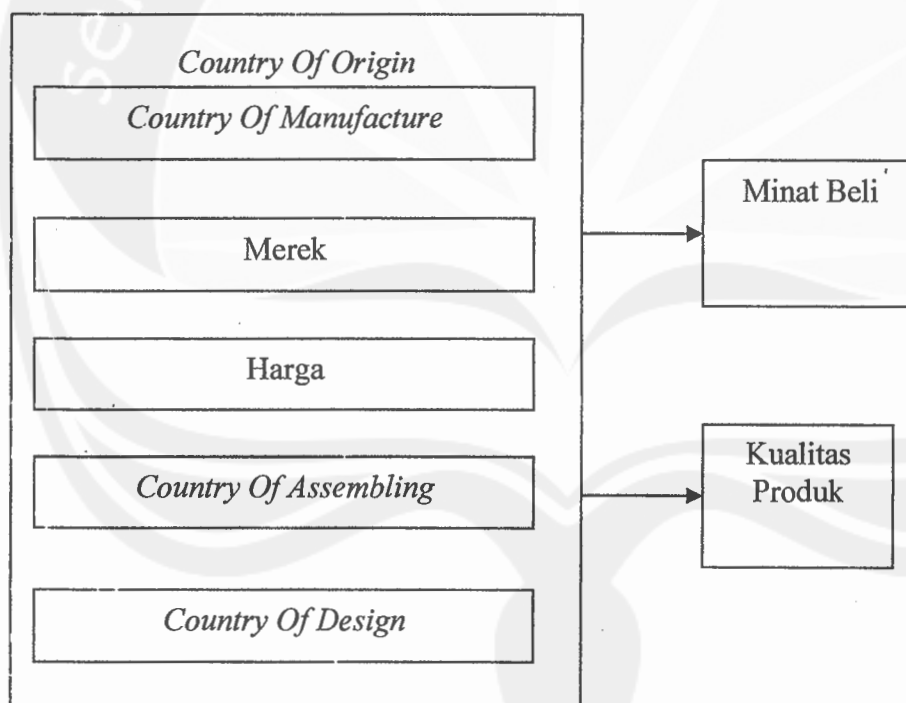 Country Of Origin
Country Of Manufacture
Merek
Harga
Country Of Assembling
Country Of Design
Minat Beli
Kualitas
Produk